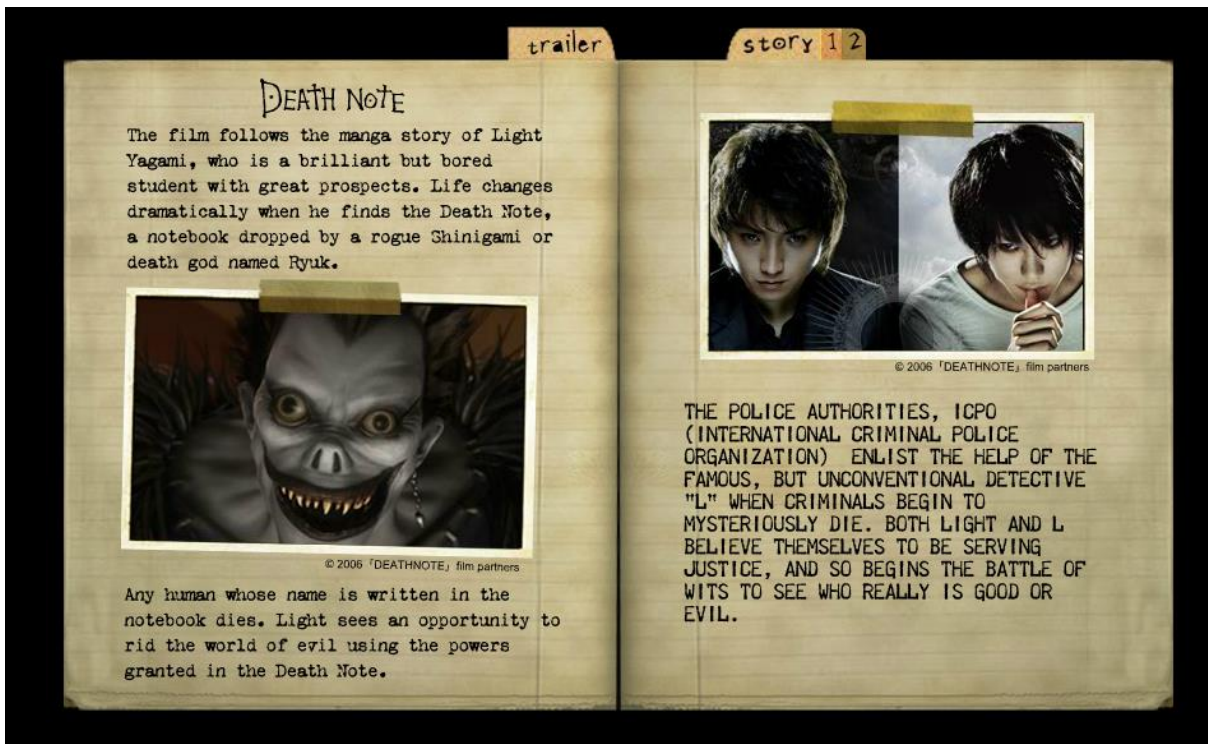 trailer
story 1 2
DEATH NOTE
The film follows the manga story of Light
Yagami, who is a brilliant but bored
student with great prospects. Life changes
dramatically when he finds the Death Note,
a notebook dropped by a rogue Shinigami or
death god named Ryuk.
© 2006 「DEATHNOTE」 film partners
Any human whose name is written in the
notebook dies. Light sees an opportunity to
rid the world of evil using the powers
granted in the Death Note.
© 2006 「DEATHNOTE」 film partners
THE POLICE AUTHORITIES, ICPO
(INTERNATIONAL CRIMINAL POLICE
ORGANIZATION) ENLIST THE HELP OF THE
FAMOUS, BUT UNCONVENTIONAL DETECTIVE
"L" WHEN CRIMINALS BEGIN TO
MYSTERIOUSLY DIE. BOTH LIGHT AND L
BELIEVE THEMSELVES TO BE SERVING
JUSTICE, AND SO BEGINS THE BATTLE OF
WITS TO SEE WHO REALLY IS GOOD OR
EVIL.